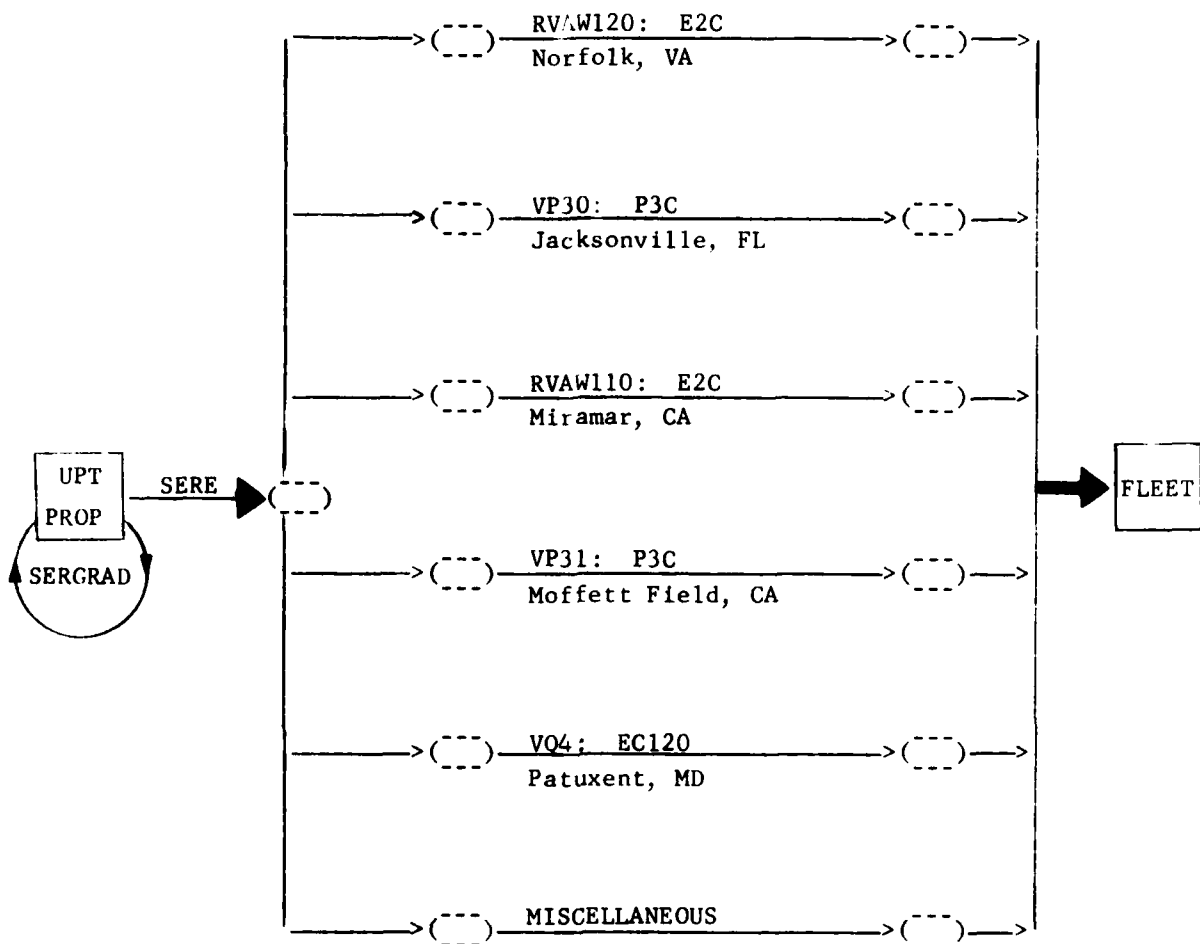 RVAW120: E2C
Norfolk, VA
VP30: P3C
Jacksonville, FL
RVAW110: E2C
Miramar, CA
UPT
PROP
SERGRAD
SERE
FLEET
VP31: P3C
Moffett Field, CA
VQ4: EC120
Patuxent, MD
MISCELLANEOUS